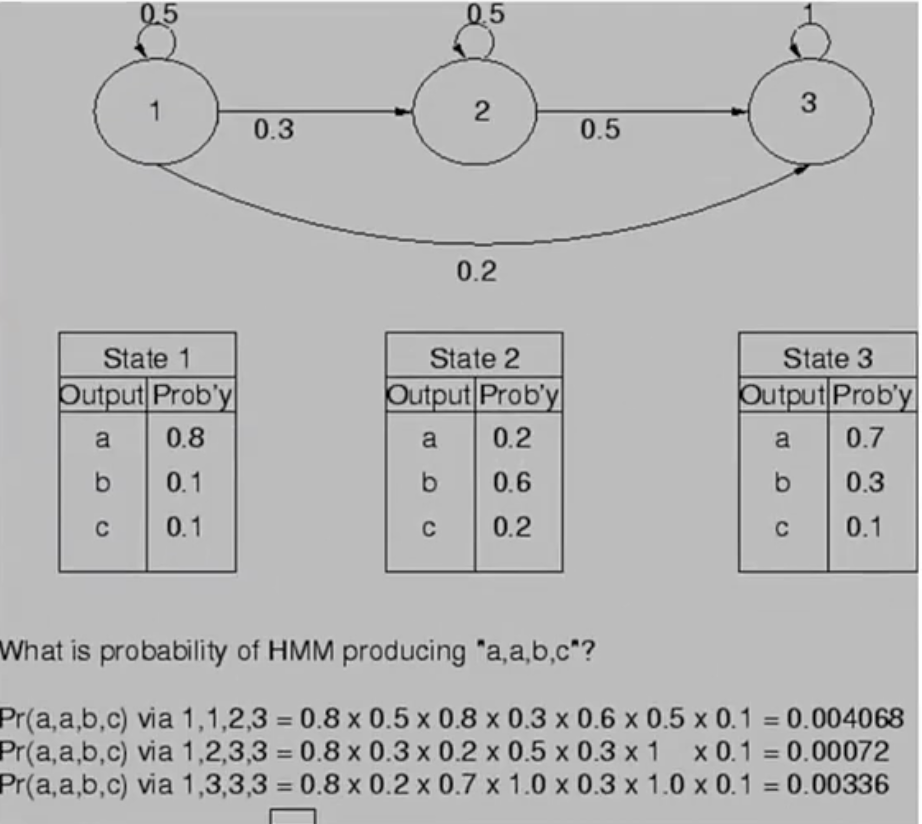 0.5 0.5 1
1 2 3
0.3 0.5
0.2
State 1 State 2 State 3
Output Prob'y Output Prob'y Output Prob'y
a 0.8 a 0.2 a 0.7
b 0.1 b 0.6 b 0.3
c 0.1 c 0.2 c 0.1
What is probability of HMM producing "a,a,b,c"?
Pr(a,a,b,c) via 1,1,2,3 = 0.8 x 0.5 x 0.8 x 0.3 x 0.6 x 0.5 x 0.1 = 0.004068
Pr(a,a,b,c) via 1,2,3,3 = 0.8 x 0.3 x 0.2 x 0.5 x 0.3 x 1 x 0.1 = 0.00072
Pr(a,a,b,c) via 1,3,3,3 = 0.8 x 0.2 x 0.7 x 1.0 x 0.3 x 1.0 x 0.1 = 0.00336